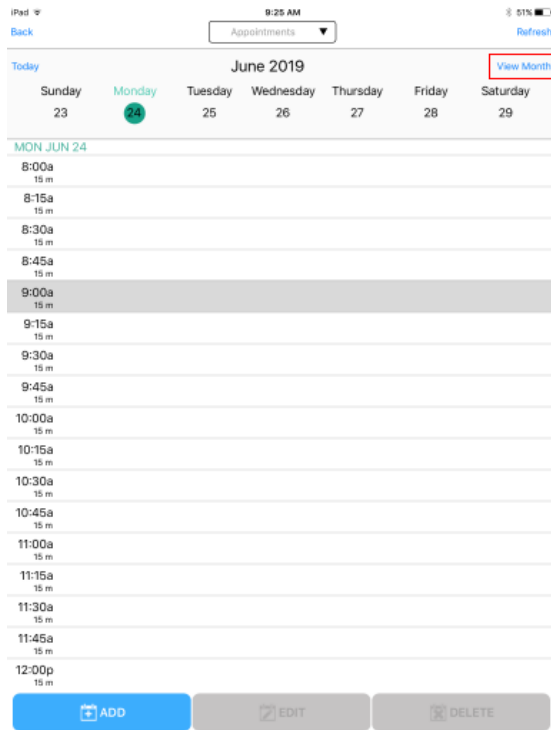 iPad 9:25 AM 51%
Back Appointments ▼ Refresh
Today June 2019 View Month
Sunday Monday Tuesday Wednesday Thursday Friday Saturday
23 24 25 26 27 28 29
MON JUN 24
8:00a
15 m
8:15a
15 m
8:30a
15 m
8:45a
15 m
9:00a
15 m
9:15a
15 m
9:30a
15 m
9:45a
15 m
10:00a
15 m
10:15a
15 m
10:30a
15 m
10:45a
15 m
11:00a
15 m
11:15a
15 m
11:30a
15 m
11:45a
15 m
12:00p
15 m
ADD EDIT DELETE